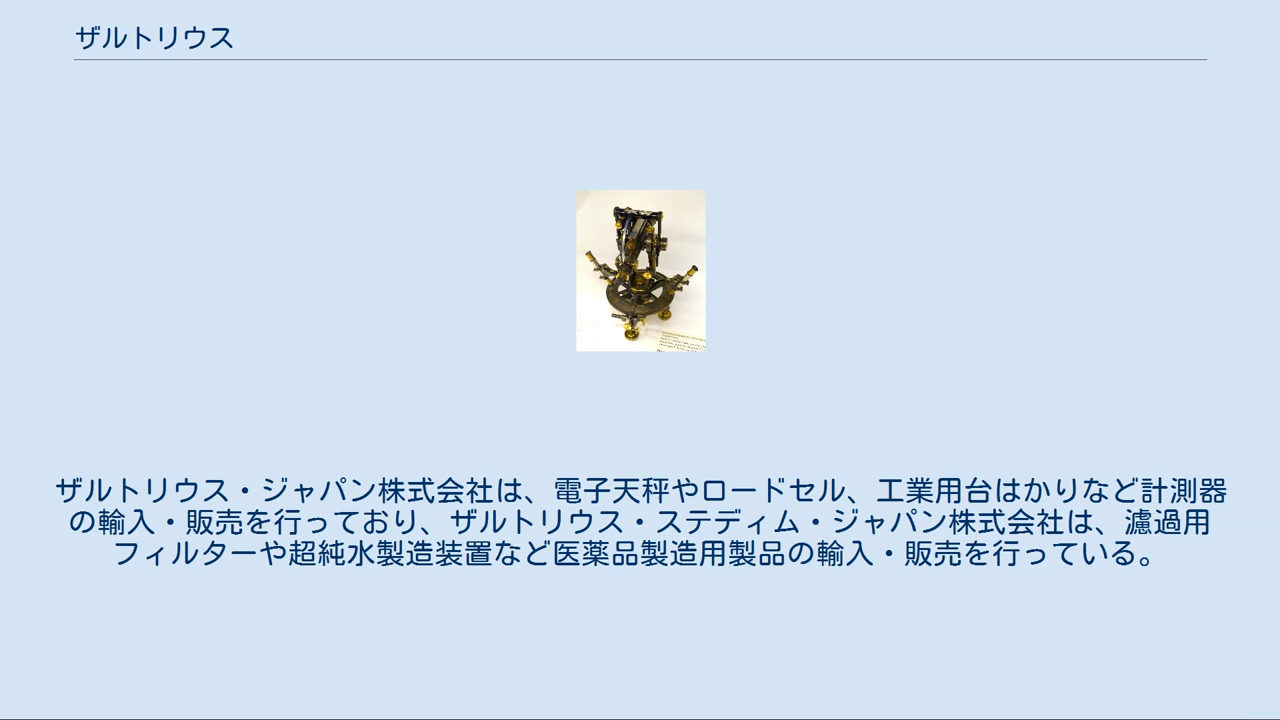 ザルトリウス
ザルトリウス・ジャパン株式会社は、電子天秤やロードセル、工業用台はかりなど計測器
の輸入・販売を行っており、ザルトリウス・ステディム・ジャパン株式会社は、濾過用
フィルターや超純水製造装置など医薬品製造用製品の輸入・販売を行っている。